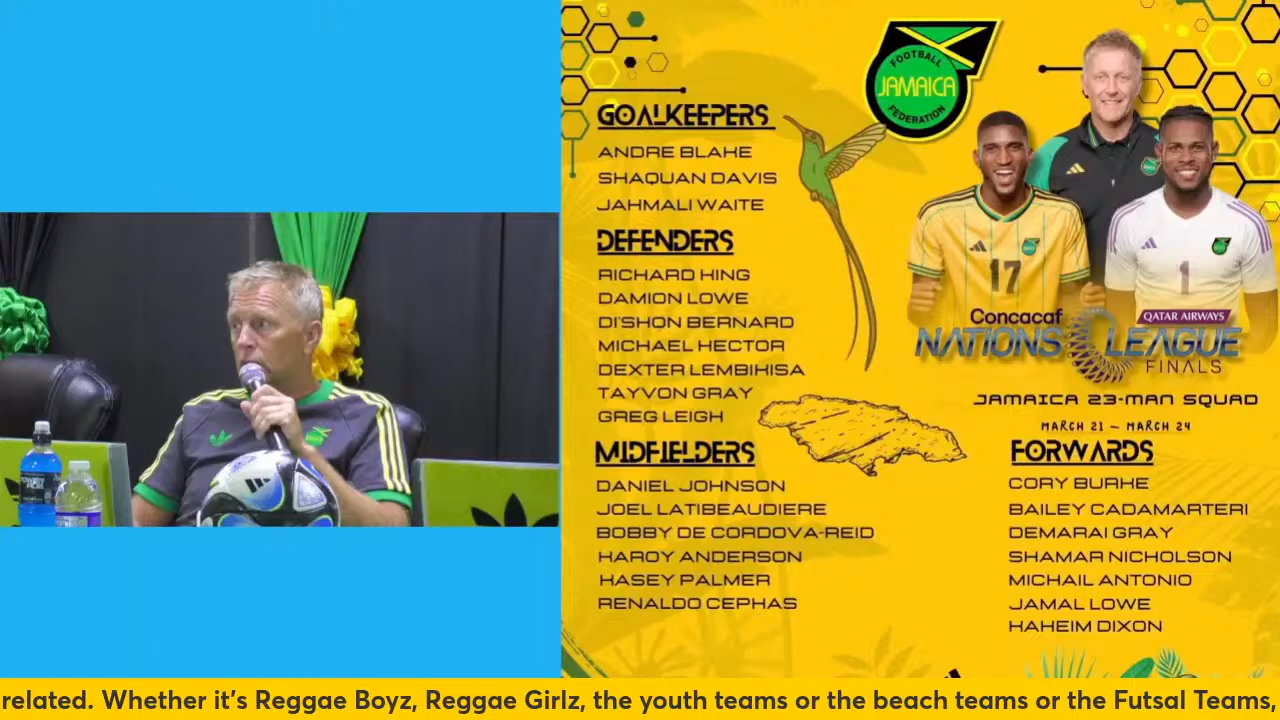 FOOTBALL
JAMAICA
FEDERATION
GOALKEEPERS
ANDRE BLAKE
SHAQUAN DAVIS
JAHMALI WAITE
DEFENDERS
RICHARD KING
DAMION LOWE
DI'SHON BERNARD
MICHAEL HECTOR
DEXTER LEMBIKISA
TAYVON GRAY
GREG LEIGH
MIDFIELDERS
DANIEL JOHNSON
JOEL LATIBEAUDIERE
BOBBY DE CORDOVA-REID
KAROY ANDERSON
KASEY PALMER
RENALDO CEPHAS
17
1
Concacaf
QATAR AIRWAYS
NATIONS LEAGUE
FINALS
JAMAICA 23-MAN SQUAD
MARCH 21 – MARCH 24
FORWARDS
CORY BURKE
BAILEY CADAMARTERI
DEMARAI GRAY
SHAMAR NICHOLSON
MICHAIL ANTONIO
JAMAL LOWE
KAHEIM DIXON
related. Whether it's Reggae Boyz, Reggae Girlz, the youth teams or the beach teams or the Futsal Teams,